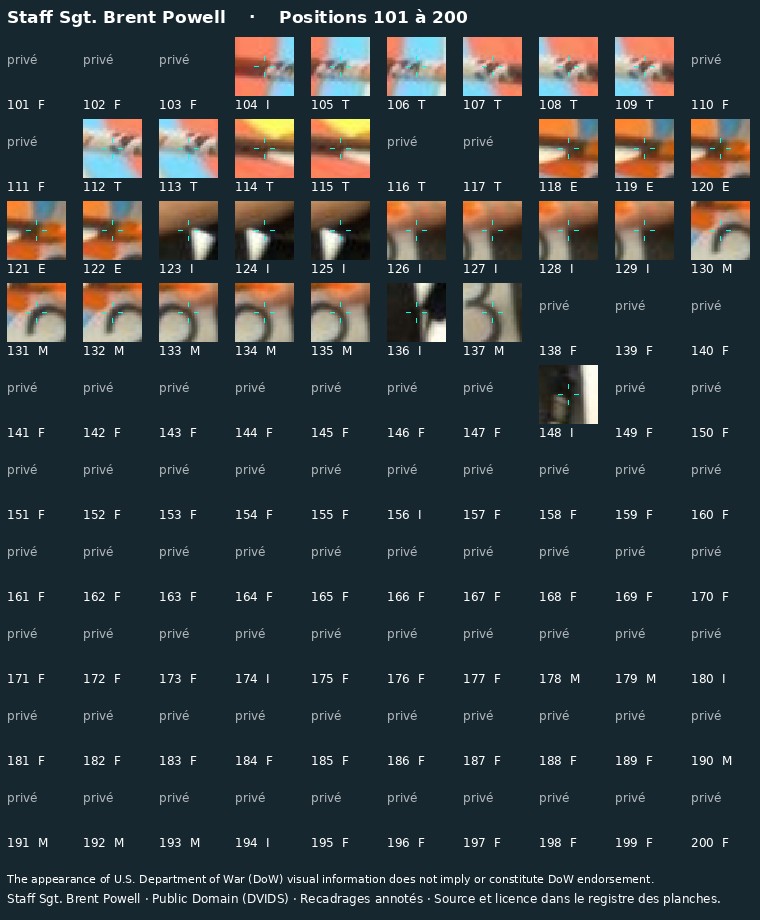 Staff Sgt. Brent Powell · Positions 101 à 200
privé privé privé privé
101 F 102 F 103 F 104 I 105 T 106 T 107 T 108 T 109 T 110 F
privé privé privé
111 F 112 T 113 T 114 T 115 T 116 T 117 T 118 E 119 E 120 E
121 E 122 E 123 I 124 I 125 I 126 I 127 I 128 I 129 I 130 M
privé privé privé
131 M 132 M 133 M 134 M 135 M 136 I 137 M 138 F 139 F 140 F
privé privé privé privé privé privé privé privé privé
141 F 142 F 143 F 144 F 145 F 146 F 147 F 148 I 149 F 150 F
privé privé privé privé privé privé privé privé privé privé
151 F 152 F 153 F 154 F 155 F 156 I 157 F 158 F 159 F 160 F
privé privé privé privé privé privé privé privé privé privé
161 F 162 F 163 F 164 F 165 F 166 F 167 F 168 F 169 F 170 F
privé privé privé privé privé privé privé privé privé privé
171 F 172 F 173 F 174 I 175 F 176 F 177 F 178 M 179 M 180 I
privé privé privé privé privé privé privé privé privé privé
181 F 182 F 183 F 184 F 185 F 186 F 187 F 188 F 189 F 190 M
privé privé privé privé privé privé privé privé privé privé
191 M 192 M 193 M 194 I 195 F 196 F 197 F 198 F 199 F 200 F
The appearance of U.S. Department of War (DoW) visual information does not imply or constitute DoW endorsement.
Staff Sgt. Brent Powell · Public Domain (DVIDS) · Recadrages annotés · Source et licence dans le registre des planches.